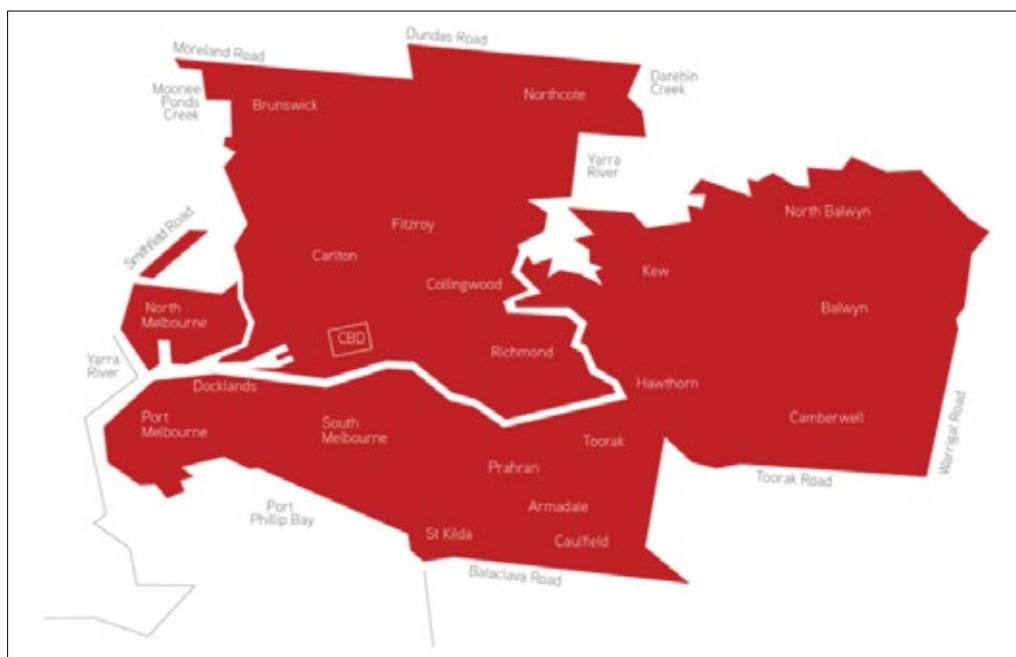 Dundas Road
Moreland Road
Darebin
Creek
Moonee
Ponds
Creek
Brunswick
Northcote
Yarra
River
North Balwyn
Smithfield Road
Fitzroy
Carlton
Kew
Collingwood
North
Melbourne
Balwyn
CBD
Richmond
Yarra
River
Docklands
Hawthorn
Port
Melbourne
South
Melbourne
Camberwell
Toorak
Warrigal Road
Prahran
Toorak Road
Port
Phillip Bay
Armadale
St Kilda
Caulfield
Balaclava Road